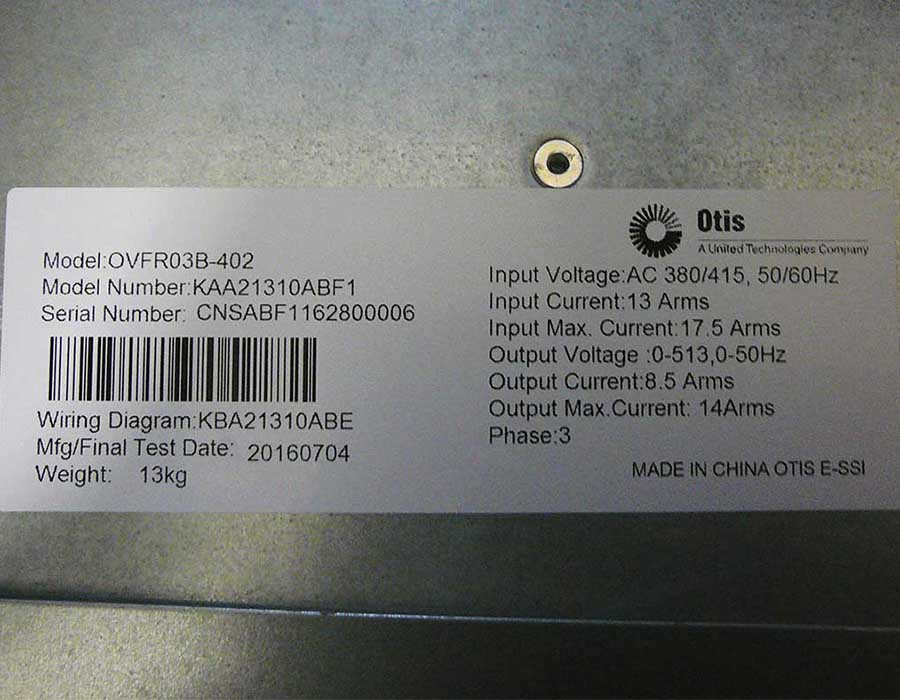 Otis
A United Technologies Company
Model:OVFR03B-402
Model Number:KAA21310ABF1
Serial Number: CNSABF1162800006
Wiring Diagram:KBA21310ABE
Mfg/Final Test Date: 20160704
Weight: 13kg
Input Voltage:AC 380/415, 50/60Hz
Input Current:13 Arms
Input Max. Current:17.5 Arms
Output Voltage :0-513,0-50Hz
Output Current:8.5 Arms
Output Max.Current: 14Arms
Phase:3
MADE IN CHINA OTIS E-SSI